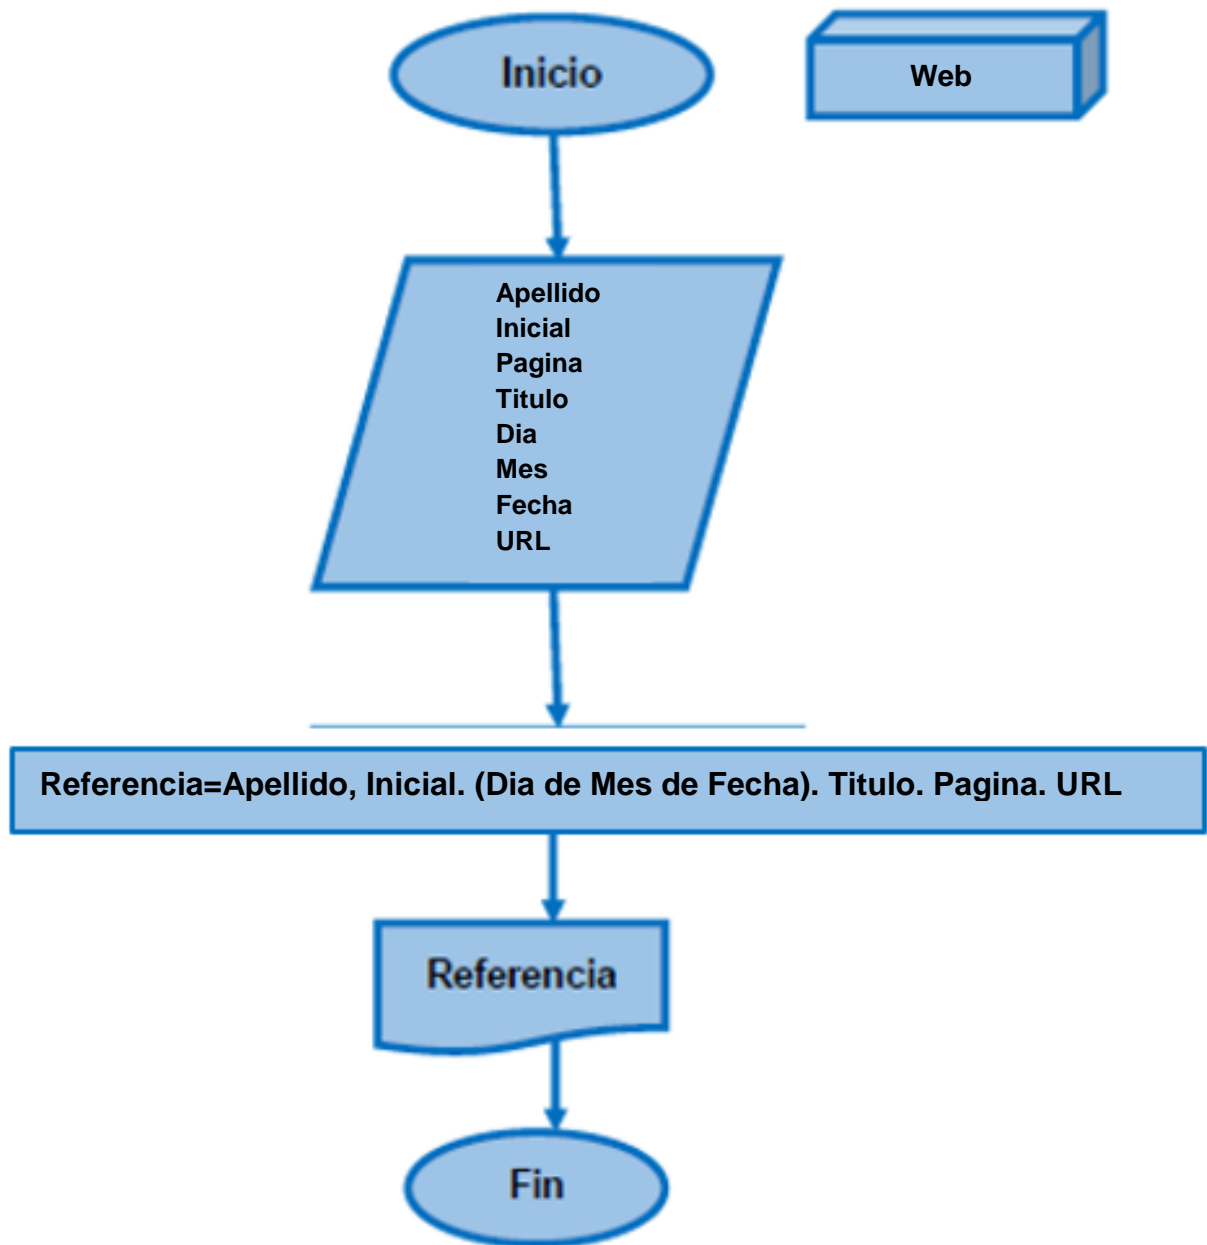 Inicio
Web
Apellido
Inicial
Pagina
Titulo
Dia
Mes
Fecha
URL
Referencia=Apellido, Inicial. (Dia de Mes de Fecha). Titulo. Pagina. URL
Referencia
Fin